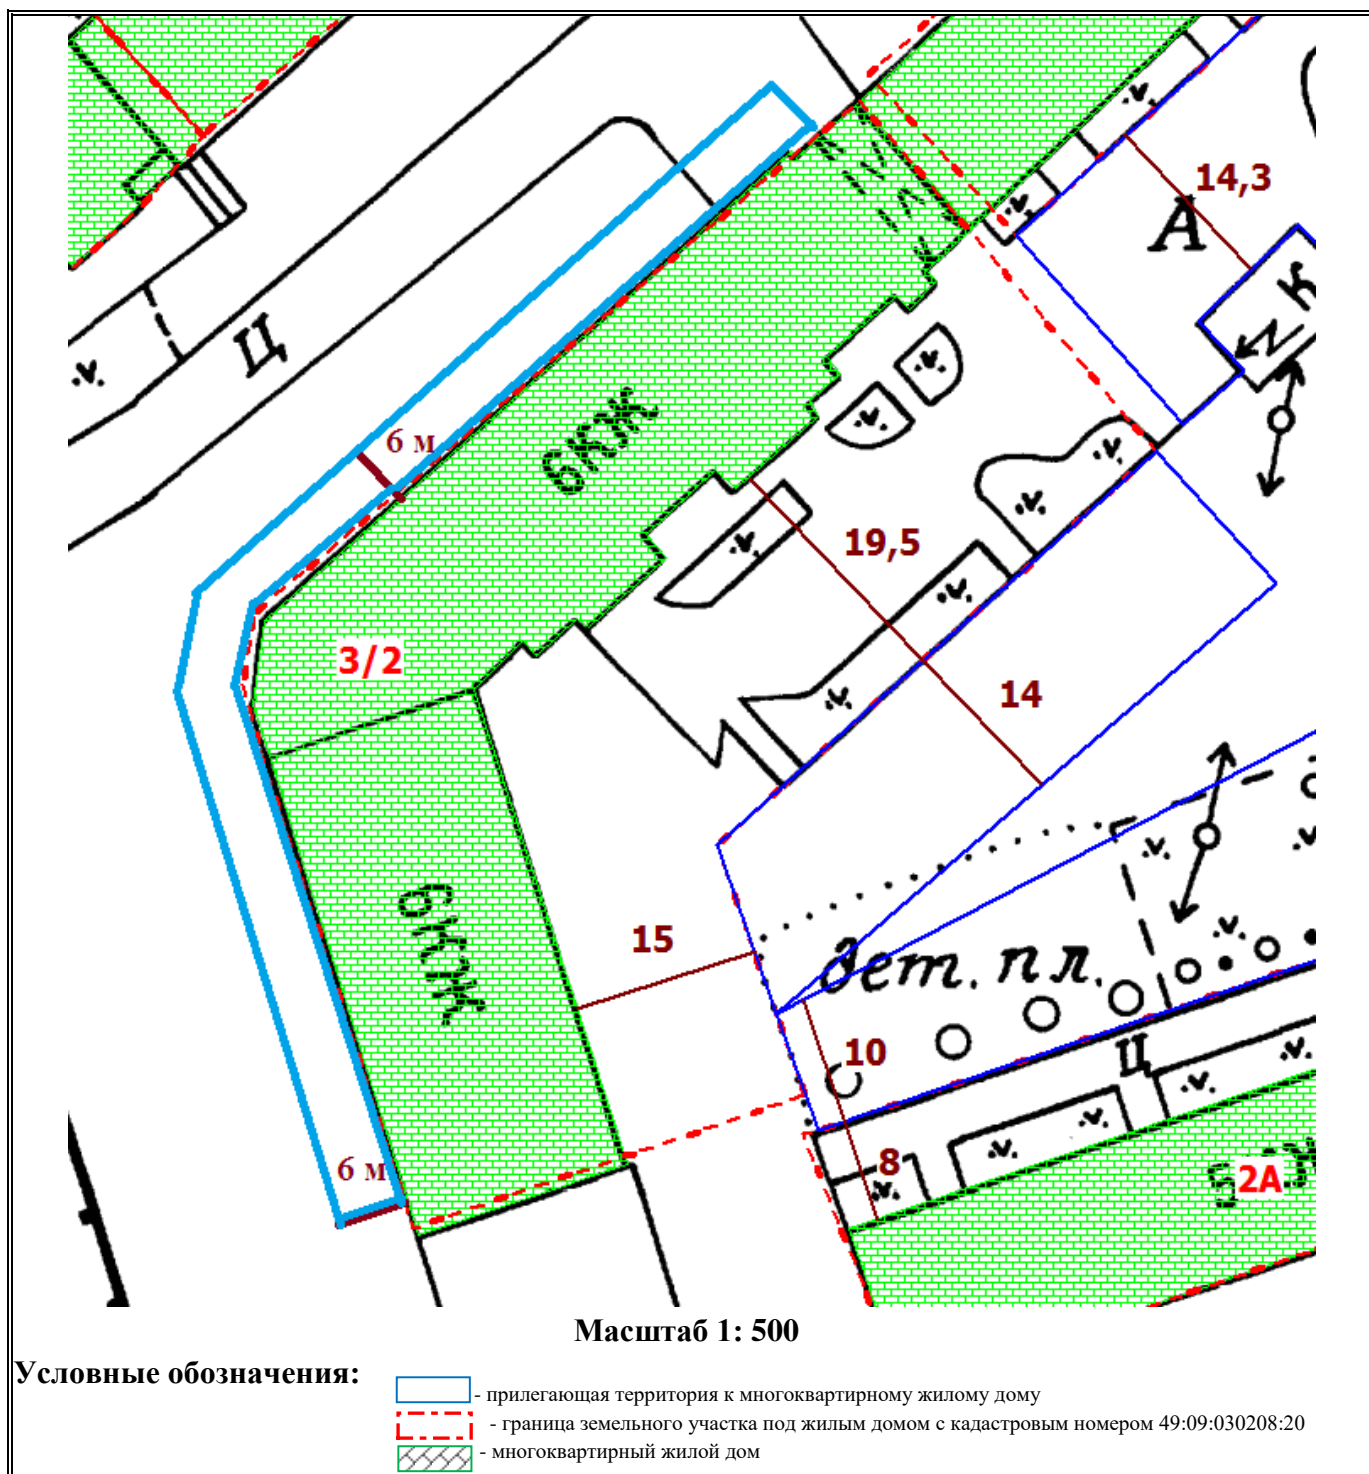 14,3
А
К
Ц
6 м
6КЖ
19,5
3/2
14
6КЖ
15
дет. пл.
10
Ц
6 м
8
2А
Масштаб 1: 500
Условные обозначения:
- прилегающая территория к многоквартирному жилому дому
- граница земельного участка под жилым домом с кадастровым номером 49:09:030208:20
- многоквартирный жилой дом